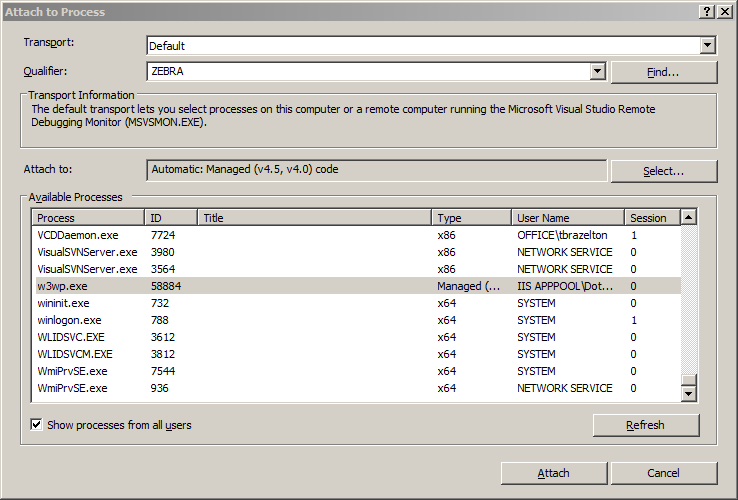 Attach to Process
Transport: Default
Qualifier: ZEBRA Find...
Transport Information
The default transport lets you select processes on this computer or a remote computer running the Microsoft Visual Studio Remote
Debugging Monitor (MSVSMON.EXE).
Attach to: Automatic: Managed (v4.5, v4.0) code Select...
Available Processes
Process ID Title Type User Name Session
VCDDaemon.exe 7724 x86 OFFICE\tbrazelton 1
VisualSVNServer.exe 3980 x86 NETWORK SERVICE 0
VisualSVNServer.exe 3564 x86 NETWORK SERVICE 0
w3wp.exe 58884 Managed (... IIS APPPOOL\Dot... 0
wininit.exe 732 x64 SYSTEM 0
winlogon.exe 788 x64 SYSTEM 1
WLIDSVC.EXE 3612 x64 SYSTEM 0
WLIDSVCM.EXE 3812 x64 SYSTEM 0
WmiPrvSE.exe 7544 x64 SYSTEM 0
WmiPrvSE.exe 936 x64 NETWORK SERVICE 0
Show processes from all users Refresh
Attach Cancel